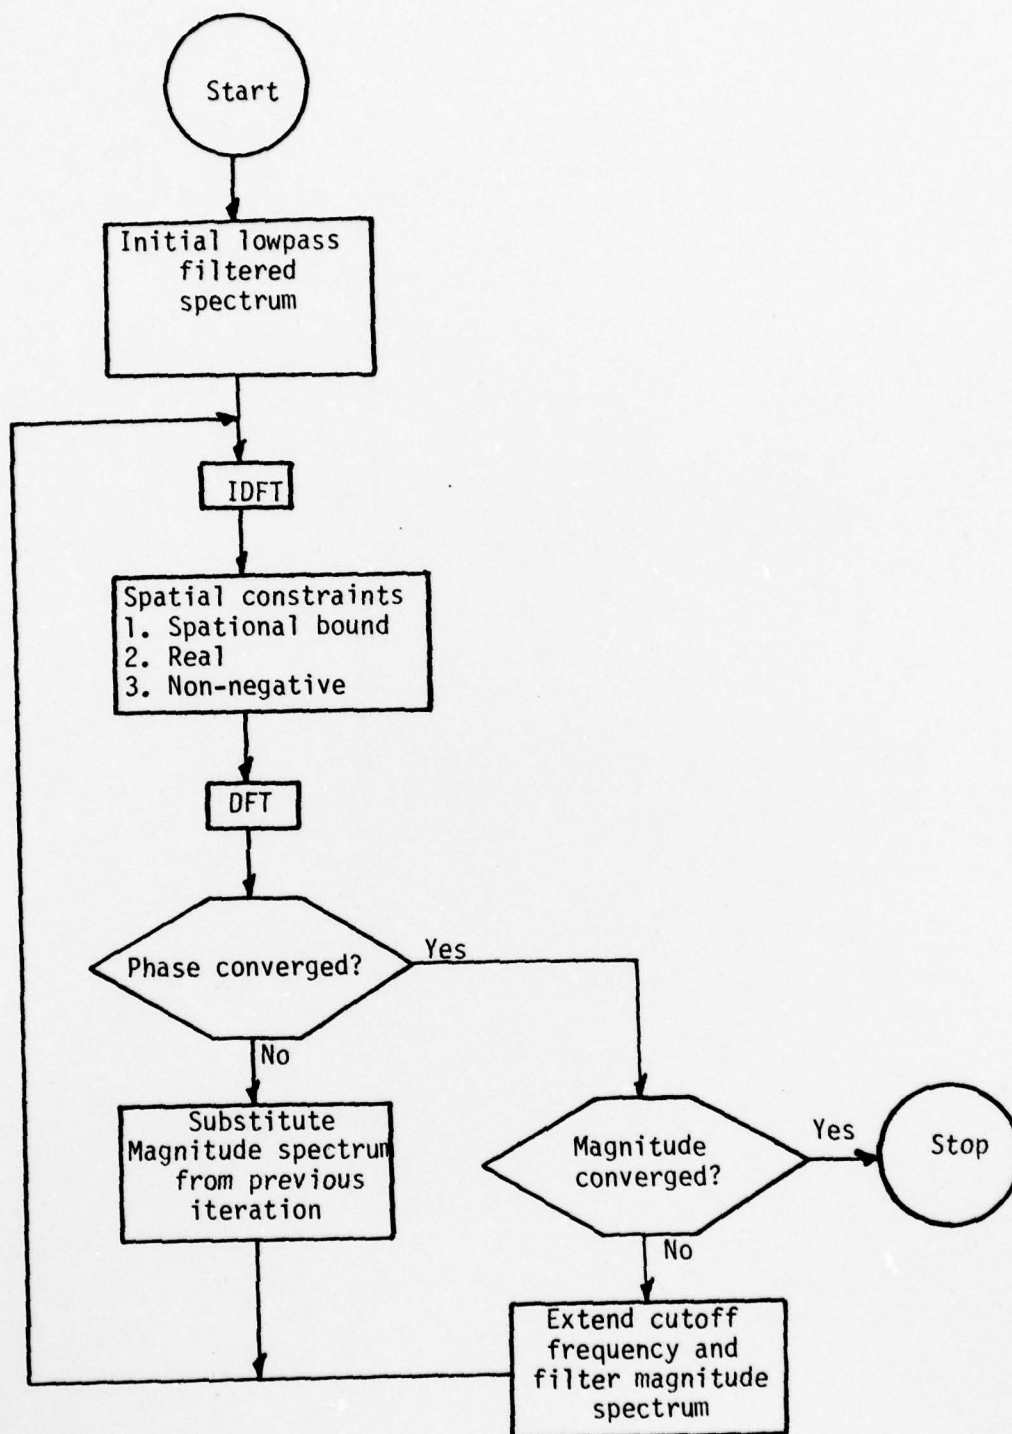 Start
Initial lowpass
filtered
spectrum
IDFT
Spatial constraints
1. Spational bound
2. Real
3. Non-negative
DFT
Phase converged?
Yes
No
Substitute
Magnitude spectrum
from previous
iteration
Magnitude
converged?
Yes
Stop
No
Extend cutoff
frequency and
filter magnitude
spectrum